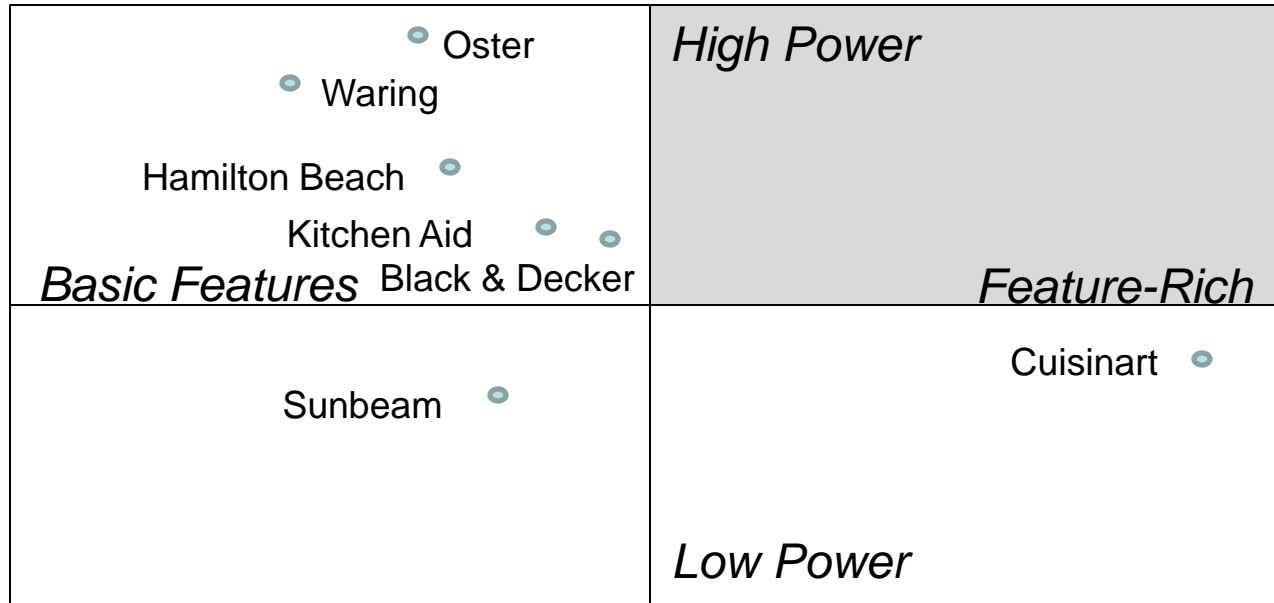 Oster
High Power
Waring
Hamilton Beach
Kitchen Aid
Basic Features
Black & Decker
Feature-Rich
Cuisinart
Sunbeam
Low Power